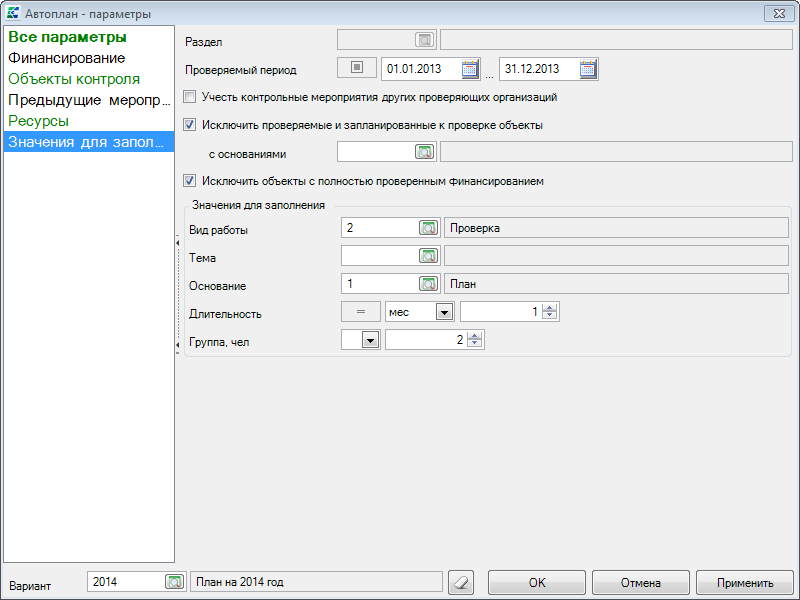 Автоплан - параметры
Все параметры
Финансирование
Объекты контроля
Предыдущие меропр...
Ресурсы
Значения для запол...
Раздел
Проверяемый период 01.01.2013 ... 31.12.2013
Учесть контрольные мероприятия других проверяющих организаций
Исключить проверяемые и запланированные к проверке объекты
с основаниями
Исключить объекты с полностью проверенным финансированием
Значения для заполнения
Вид работы 2 Проверка
Тема
Основание 1 План
Длительность = мес 1
Группа, чел 2
Вариант 2014 План на 2014 год OK Отмена Применить